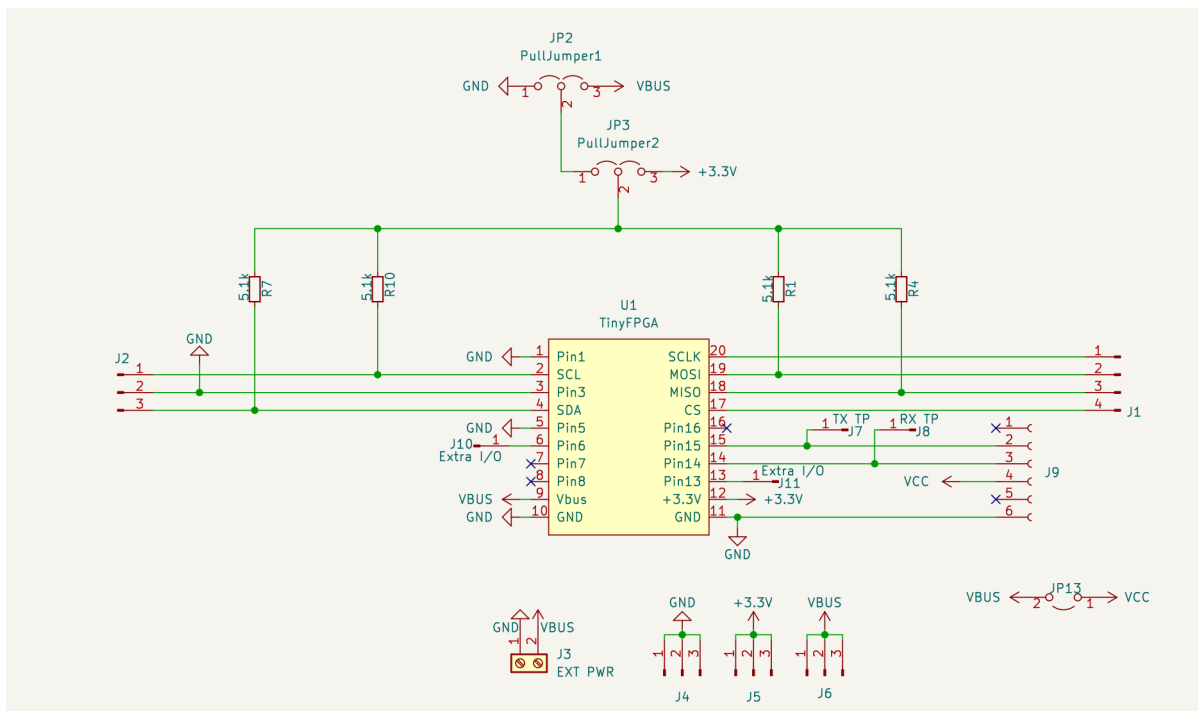 JP2
PullJumper1
GND 1 2 3 VBUS
JP3
PullJumper2
1 2 3 +3.3V
5.1k R7
5.1k R10
5.1k R1
5.1k R4
U1
TinyFPGA
GND 1 Pin1
2 SCL
3 Pin3
4 SDA
GND 5 Pin5
6 Pin6
7 Pin7
8 Pin8
VBUS 9 Vbus
GND 10 GND
SCLK 20
MOSI 19
MISO 18
CS 17
Pin16 16
Pin15 15
Pin14 14
Pin13 13
+3.3V 12 +3.3V
GND 11
GND
J2
GND
1
2
3
J10 1
Extra I/O
1
2
3
4 J1
TX TP
1 J7
RX TP
1 J8
Extra I/O
1 J11
1
2
3
J9
VCC 4
5
6
GND VBUS
1 2
J3
EXT PWR
GND
1 2 3
J4
+3.3V
1 2 3
J5
VBUS
1 2 3
J6
JP13
VBUS 2 1 VCC